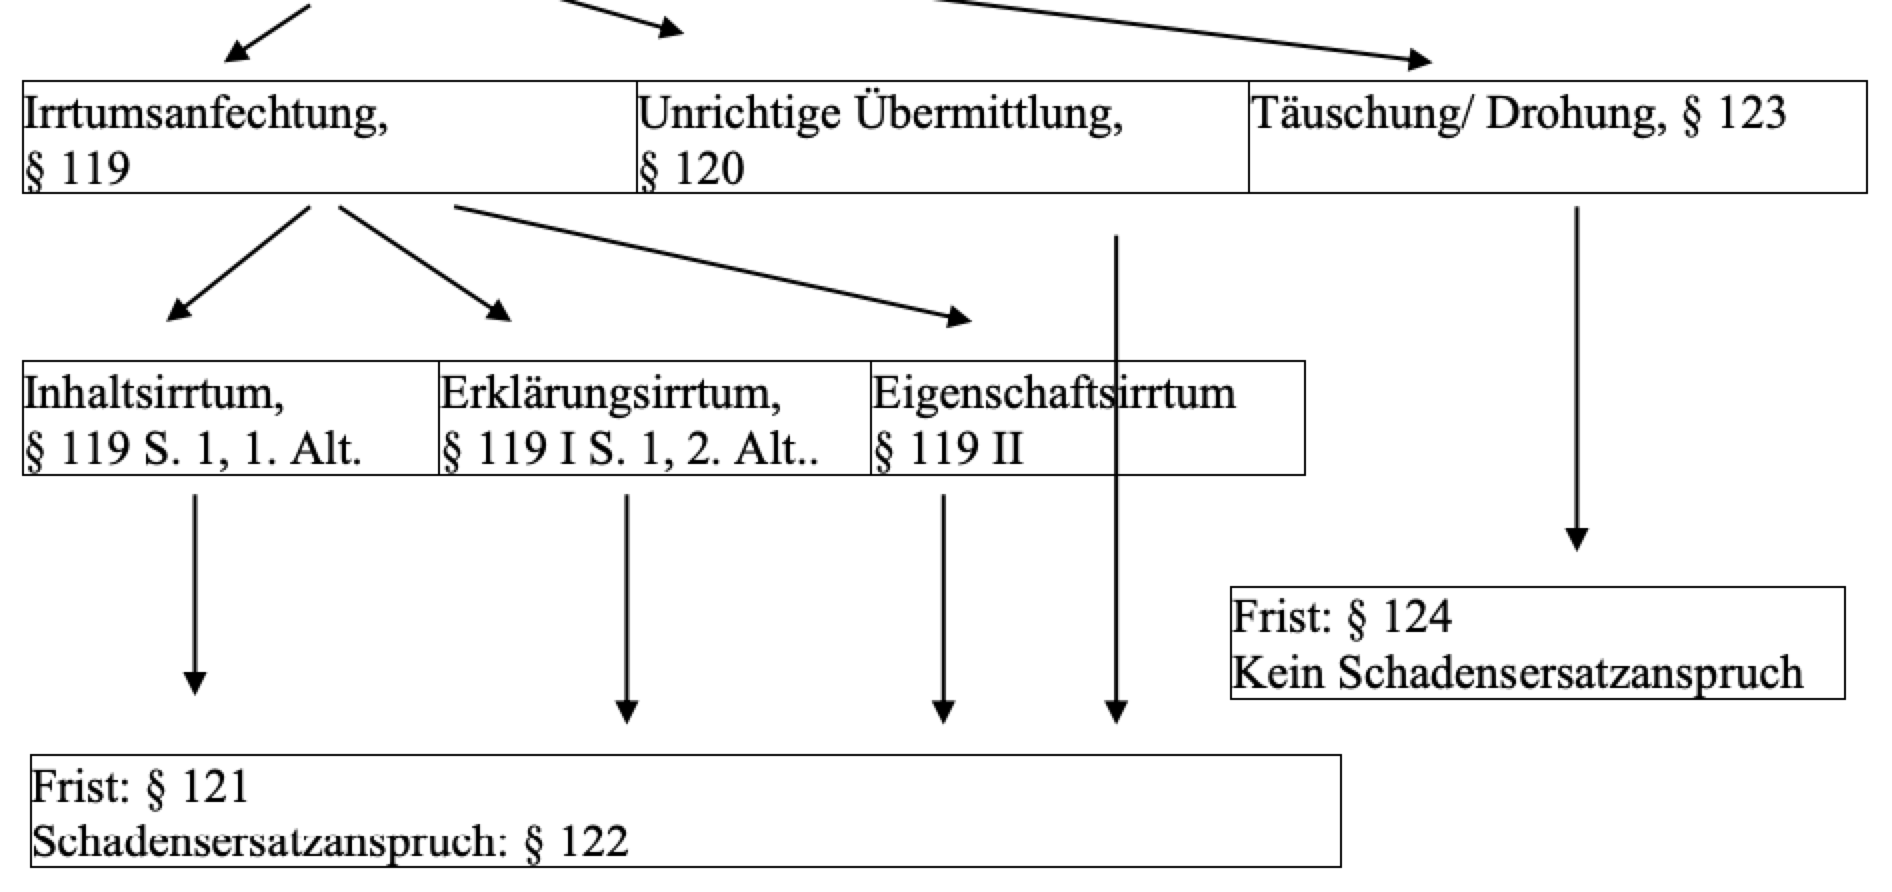 Irrtumsanfechtung,
§ 119
Unrichtige Übermittlung,
§ 120
Täuschung/ Drohung, § 123
Inhaltsirrtum,
§ 119 S. 1, 1. Alt.
Erklärungsirrtum,
§ 119 I S. 1, 2. Alt..
Eigenschaftsirrtum
§ 119 II
Frist: § 124
Kein Schadensersatzanspruch
Frist: § 121
Schadensersatzanspruch: § 122